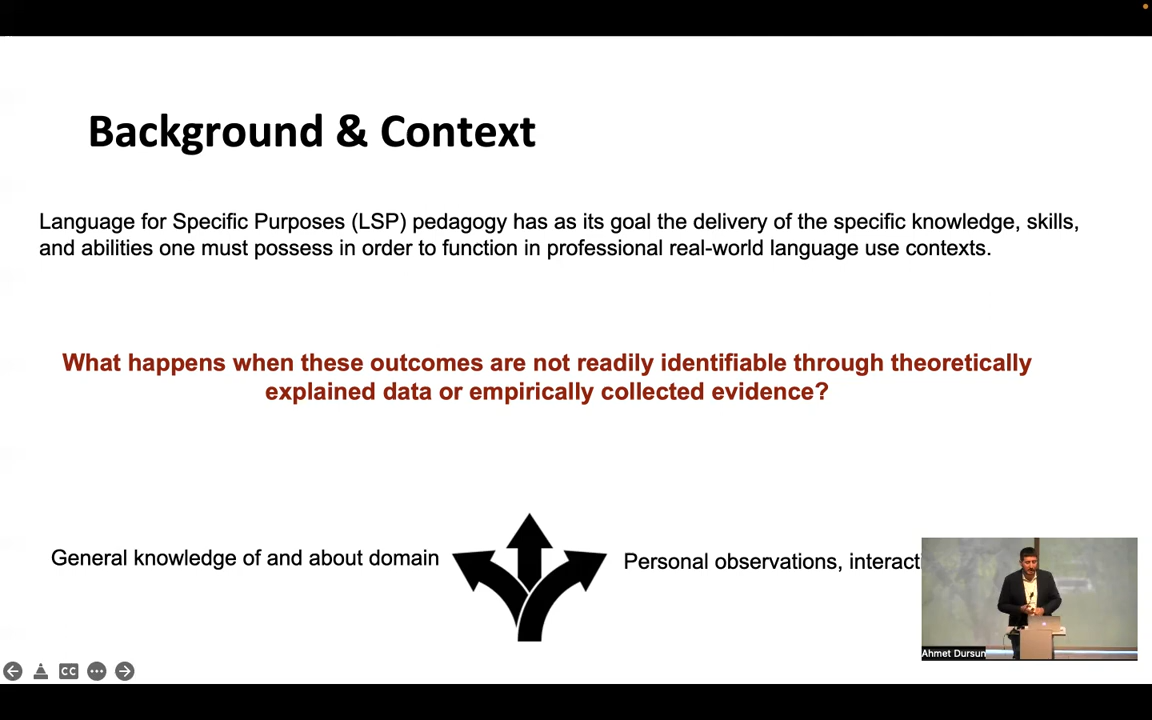 Background & Context
Language for Specific Purposes (LSP) pedagogy has as its goal the delivery of the specific knowledge, skills,
and abilities one must possess in order to function in professional real-world language use contexts.
What happens when these outcomes are not readily identifiable through theoretically
explained data or empirically collected evidence?
General knowledge of and about domain
Personal observations, interact
CC
Ahmet Dursun